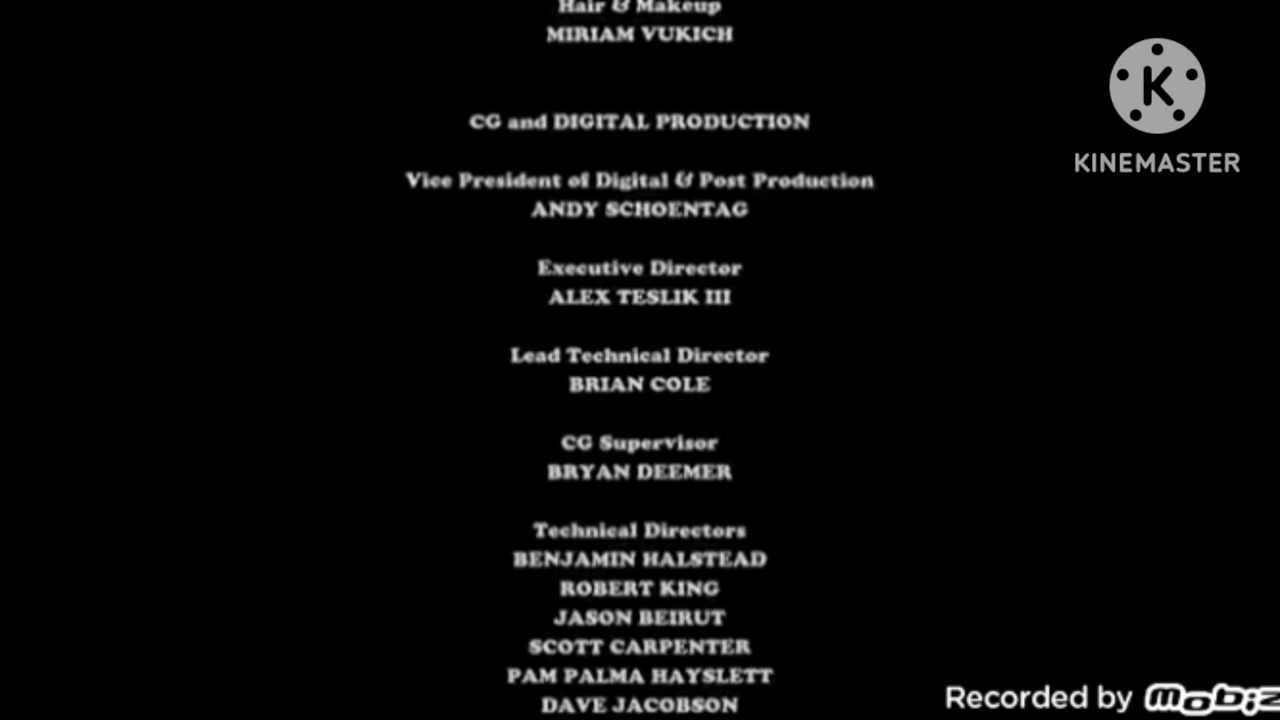 Hair & Makeup
MIRIAM VUKICH
CG and DIGITAL PRODUCTION
Vice President of Digital & Post Production
ANDY SCHOENTAG
Executive Director
ALEX TESLIK III
Lead Technical Director
BRIAN COLE
CG Supervisor
BRYAN DEEMER
Technical Directors
BENJAMIN HALSTEAD
ROBERT KING
JASON BEIRUT
SCOTT CARPENTER
PAM PALMA HAYSLETT
DAVE JACOBSON
K
KINEMASTER
Recorded by mobiz